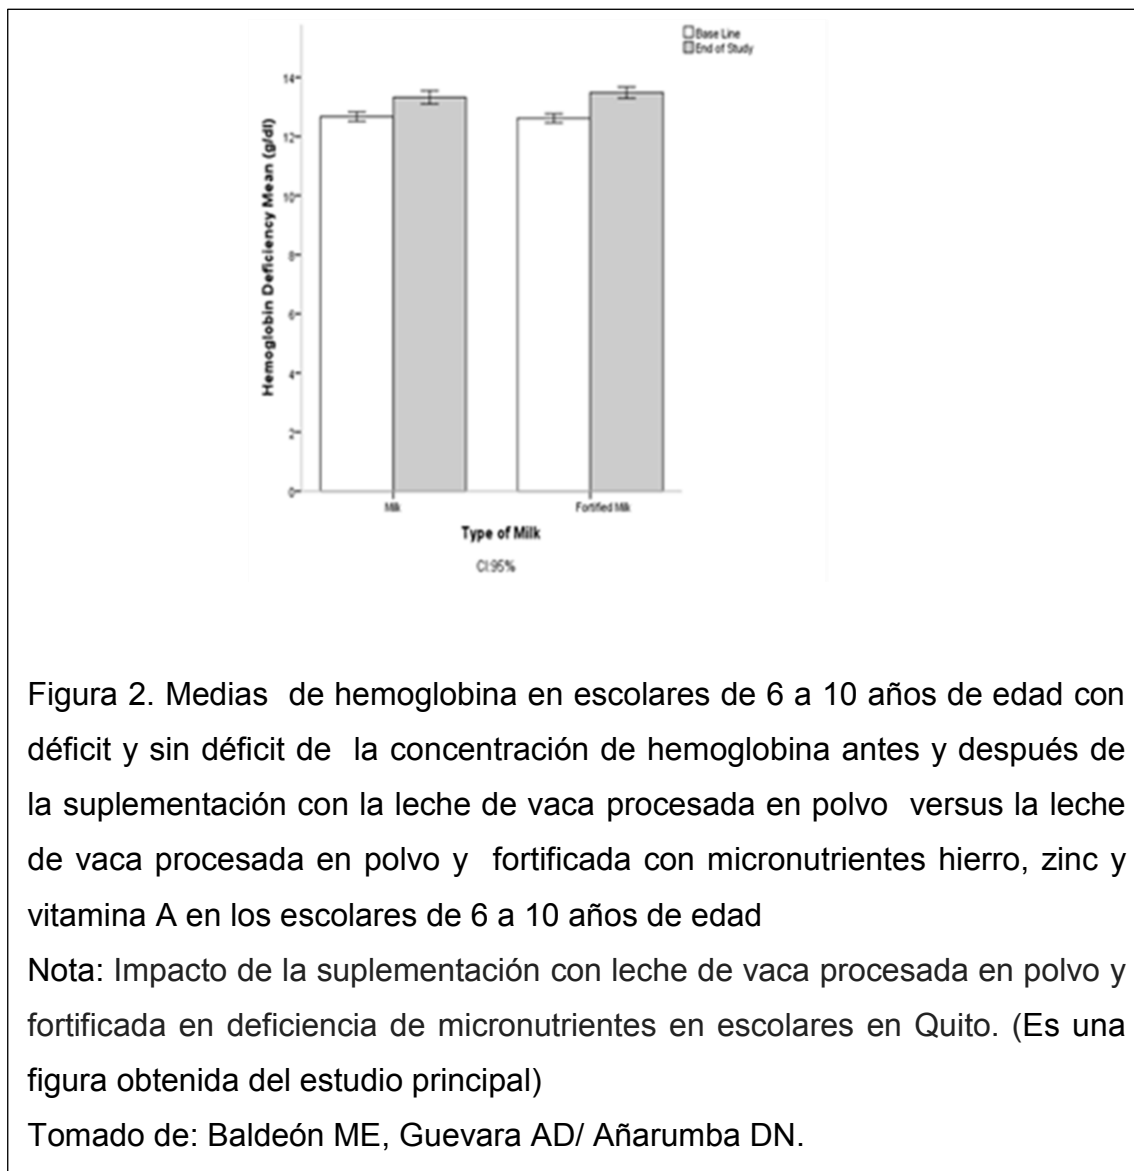 Base Line
End of Study
14
12
10
8
6
4
2
0
Hemoglobin Deficiency Mean (g/dl)
Milk
Fortified Milk
Type of Milk
CI:95%
Figura 2. Medias de hemoglobina en escolares de 6 a 10 años de edad con
déficit y sin déficit de la concentración de hemoglobina antes y después de
la suplementación con la leche de vaca procesada en polvo versus la leche
de vaca procesada en polvo y fortificada con micronutrientes hierro, zinc y
vitamina A en los escolares de 6 a 10 años de edad
Nota: Impacto de la suplementación con leche de vaca procesada en polvo y
fortificada en deficiencia de micronutrientes en escolares en Quito. (Es una
figura obtenida del estudio principal)
Tomado de: Baldeón ME, Guevara AD/ Añarumba DN.